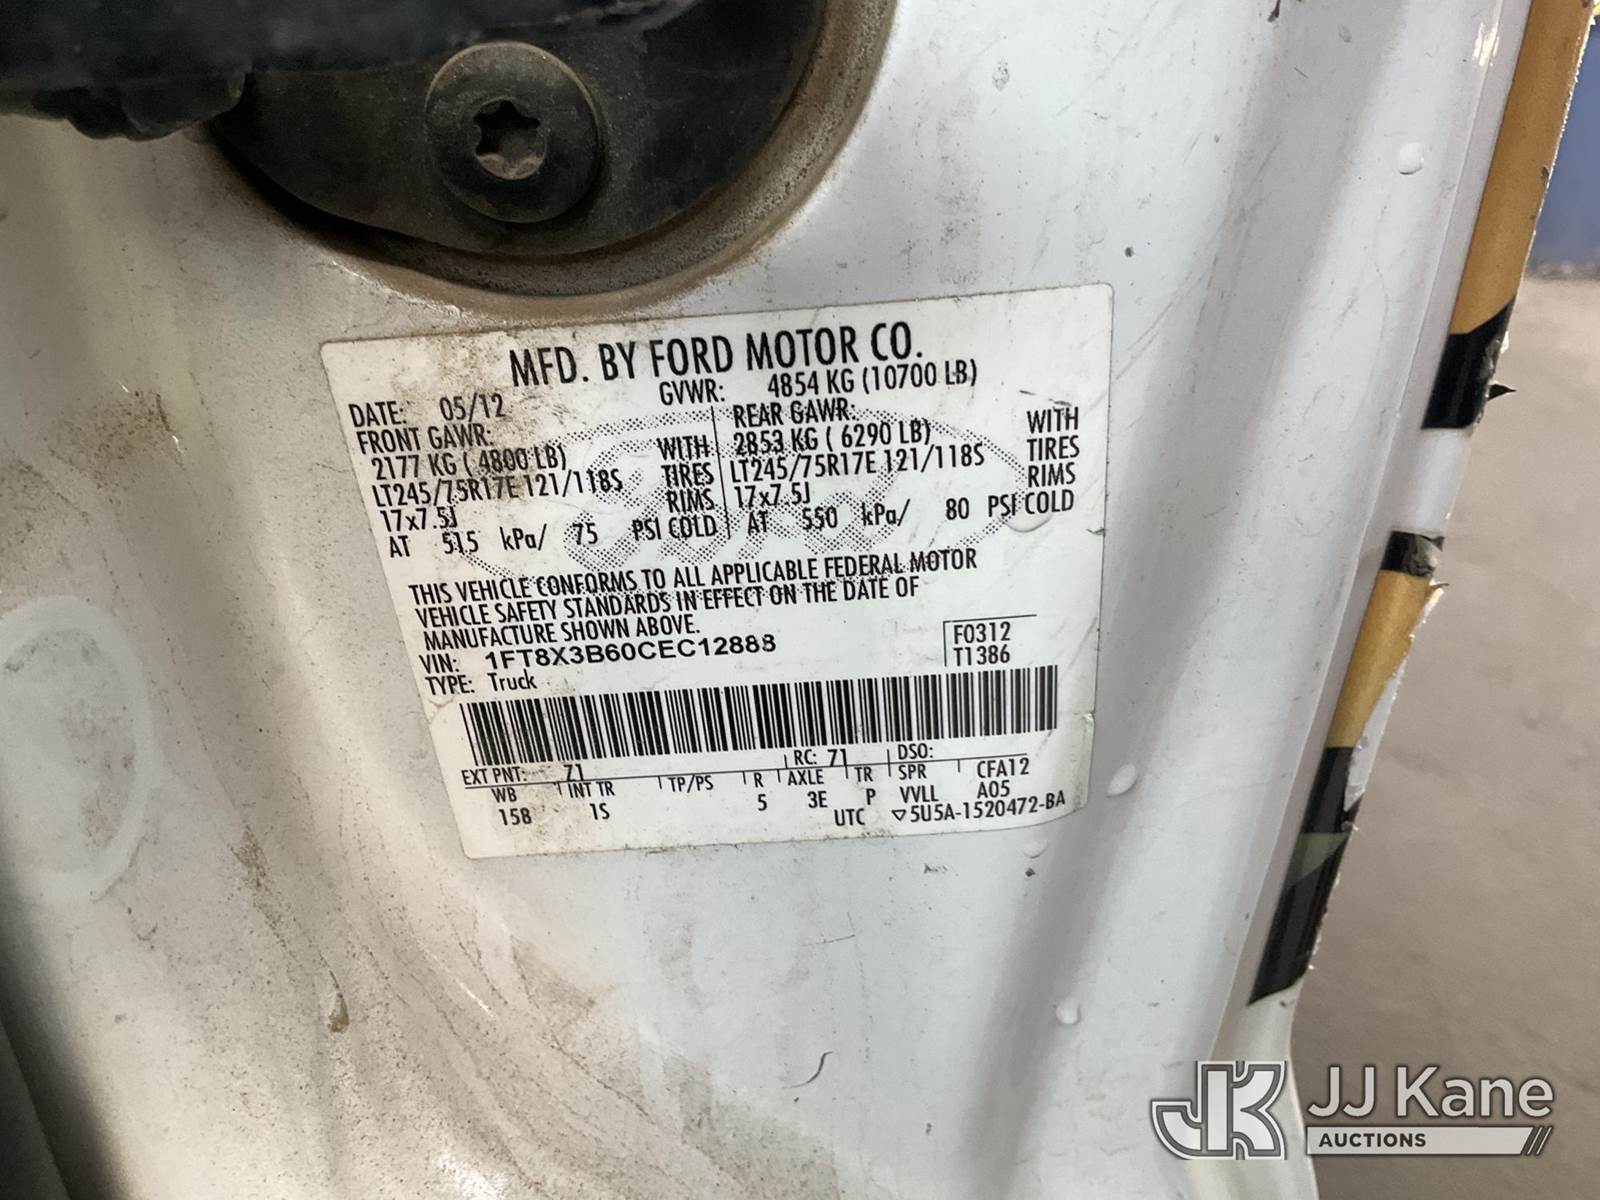 MFD. BY FORD MOTOR CO.
DATE: 05/12 GVWR: 4854 KG (10700 LB)
FRONT GAWR: REAR GAWR:
2177 KG ( 4800 LB) WITH 2853 KG ( 6290 LB) WITH
LT245/75R17E 121/118S TIRES LT245/75R17E 121/118S TIRES
17x7.5J RIMS 17x7.5J RIMS
AT 515 kPa/ 75 PSI COLD AT 550 kPa/ 80 PSI COLD
THIS VEHICLE CONFORMS TO ALL APPLICABLE FEDERAL MOTOR
VEHICLE SAFETY STANDARDS IN EFFECT ON THE DATE OF
MANUFACTURE SHOWN ABOVE.
VIN: 1FT8X3B60CEC12888 F0312
TYPE: Truck T1386
EXT PNT: 71 RC: 71 DSO:
WB INT TR TP/PS R AXLE TR SPR CFA12
158 1S 5 3E P VVLL A05
UTC ▽5U5A-1520472-BA
JK JJ Kane
AUCTIONS